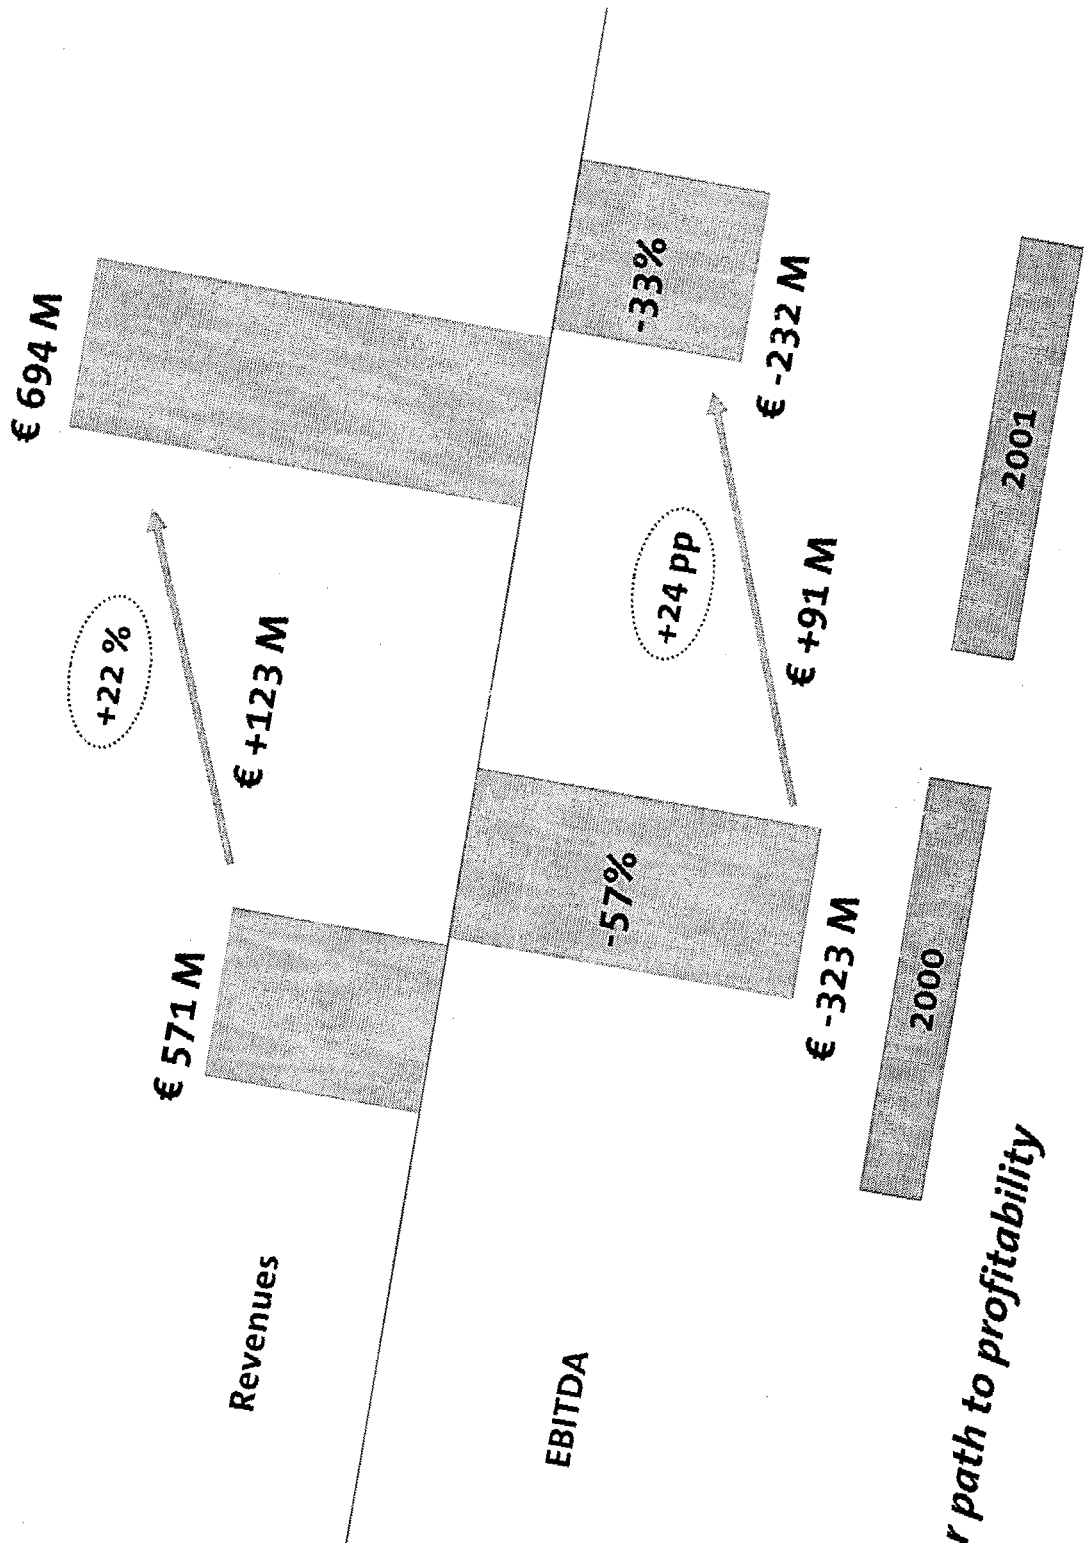 € 694 M
+22 %
€ 571 M
€ +123 M
Revenues
-33%
+24 pp
-57%
EBITDA
€ -232 M
€ +91 M
€ -323 M
2000
2001
path to profitability